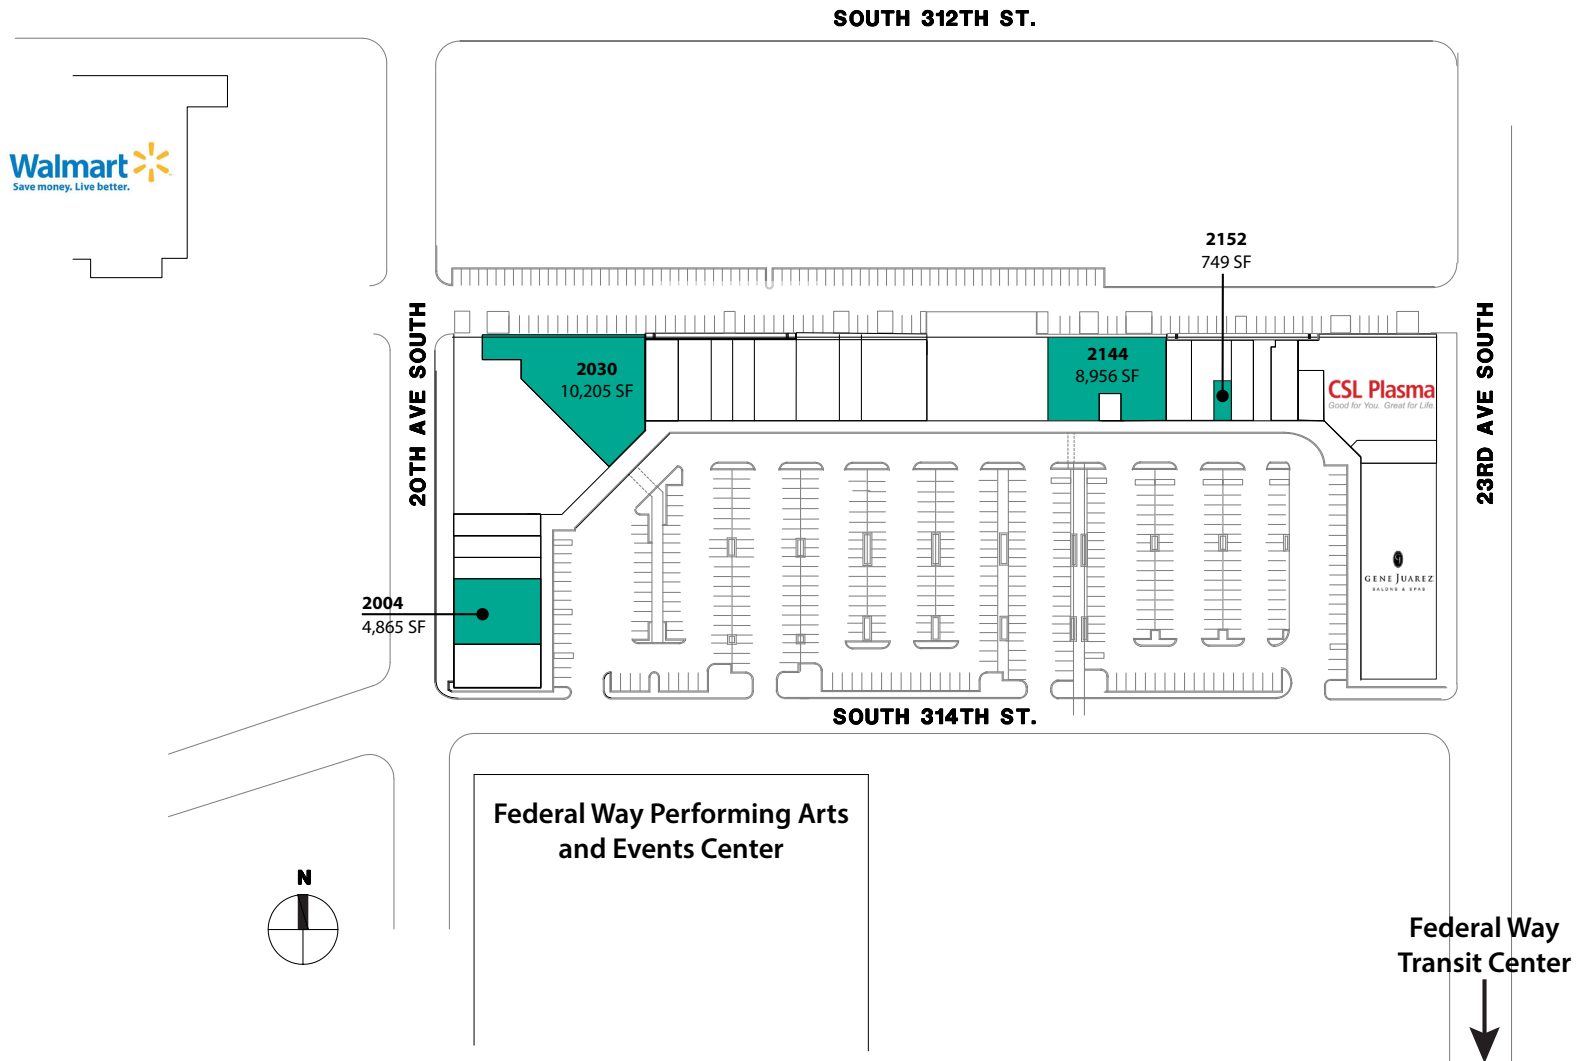 SOUTH 312TH ST.
Walmart
Save money. Live better.
2152
749 SF
20TH AVE SOUTH
2030
10,205 SF
2144
8,956 SF
CSL Plasma
Good for You. Great for Life.
23RD AVE SOUTH
GENE JUAREZ
SALONS & SPAS
2004
4,865 SF
SOUTH 314TH ST.
Federal Way Performing Arts
and Events Center
N
Federal Way
Transit Center